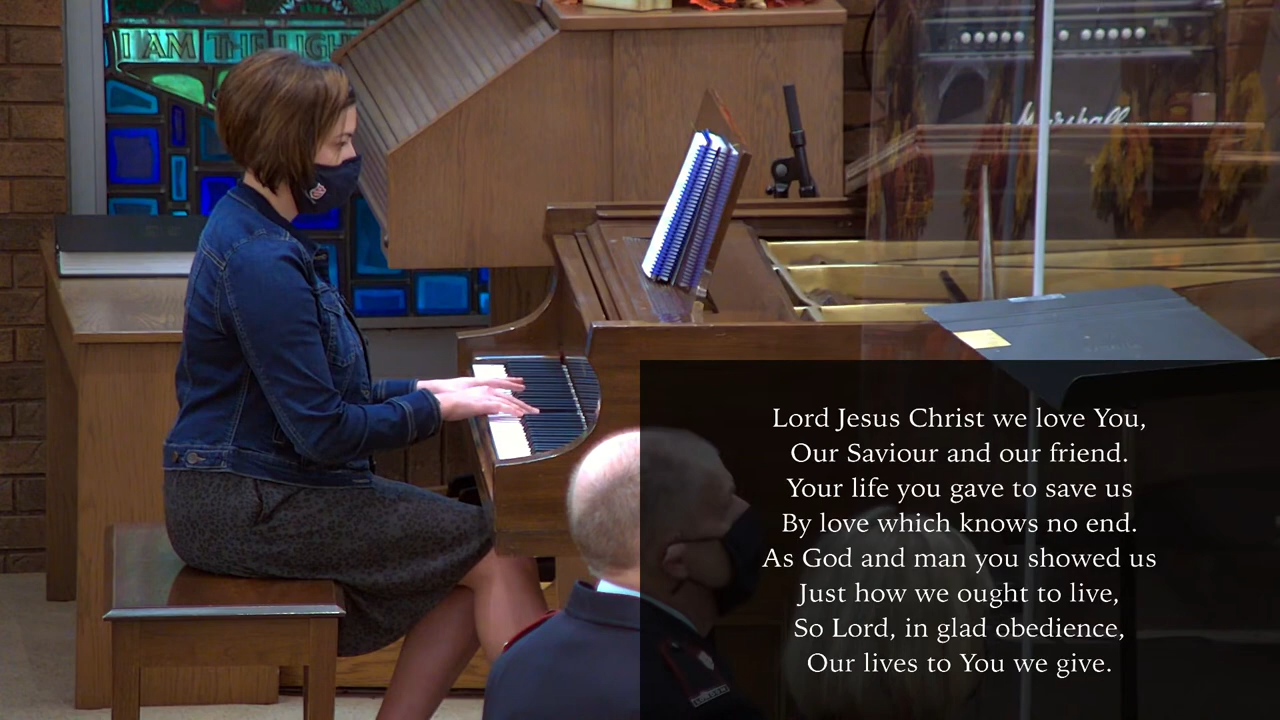 I AM THE LIGH
Marshall
Lord Jesus Christ we love You,
Our Saviour and our friend.
Your life you gave to save us
By love which knows no end.
As God and man you showed us
Just how we ought to live,
So Lord, in glad obedience,
Our lives to You we give.